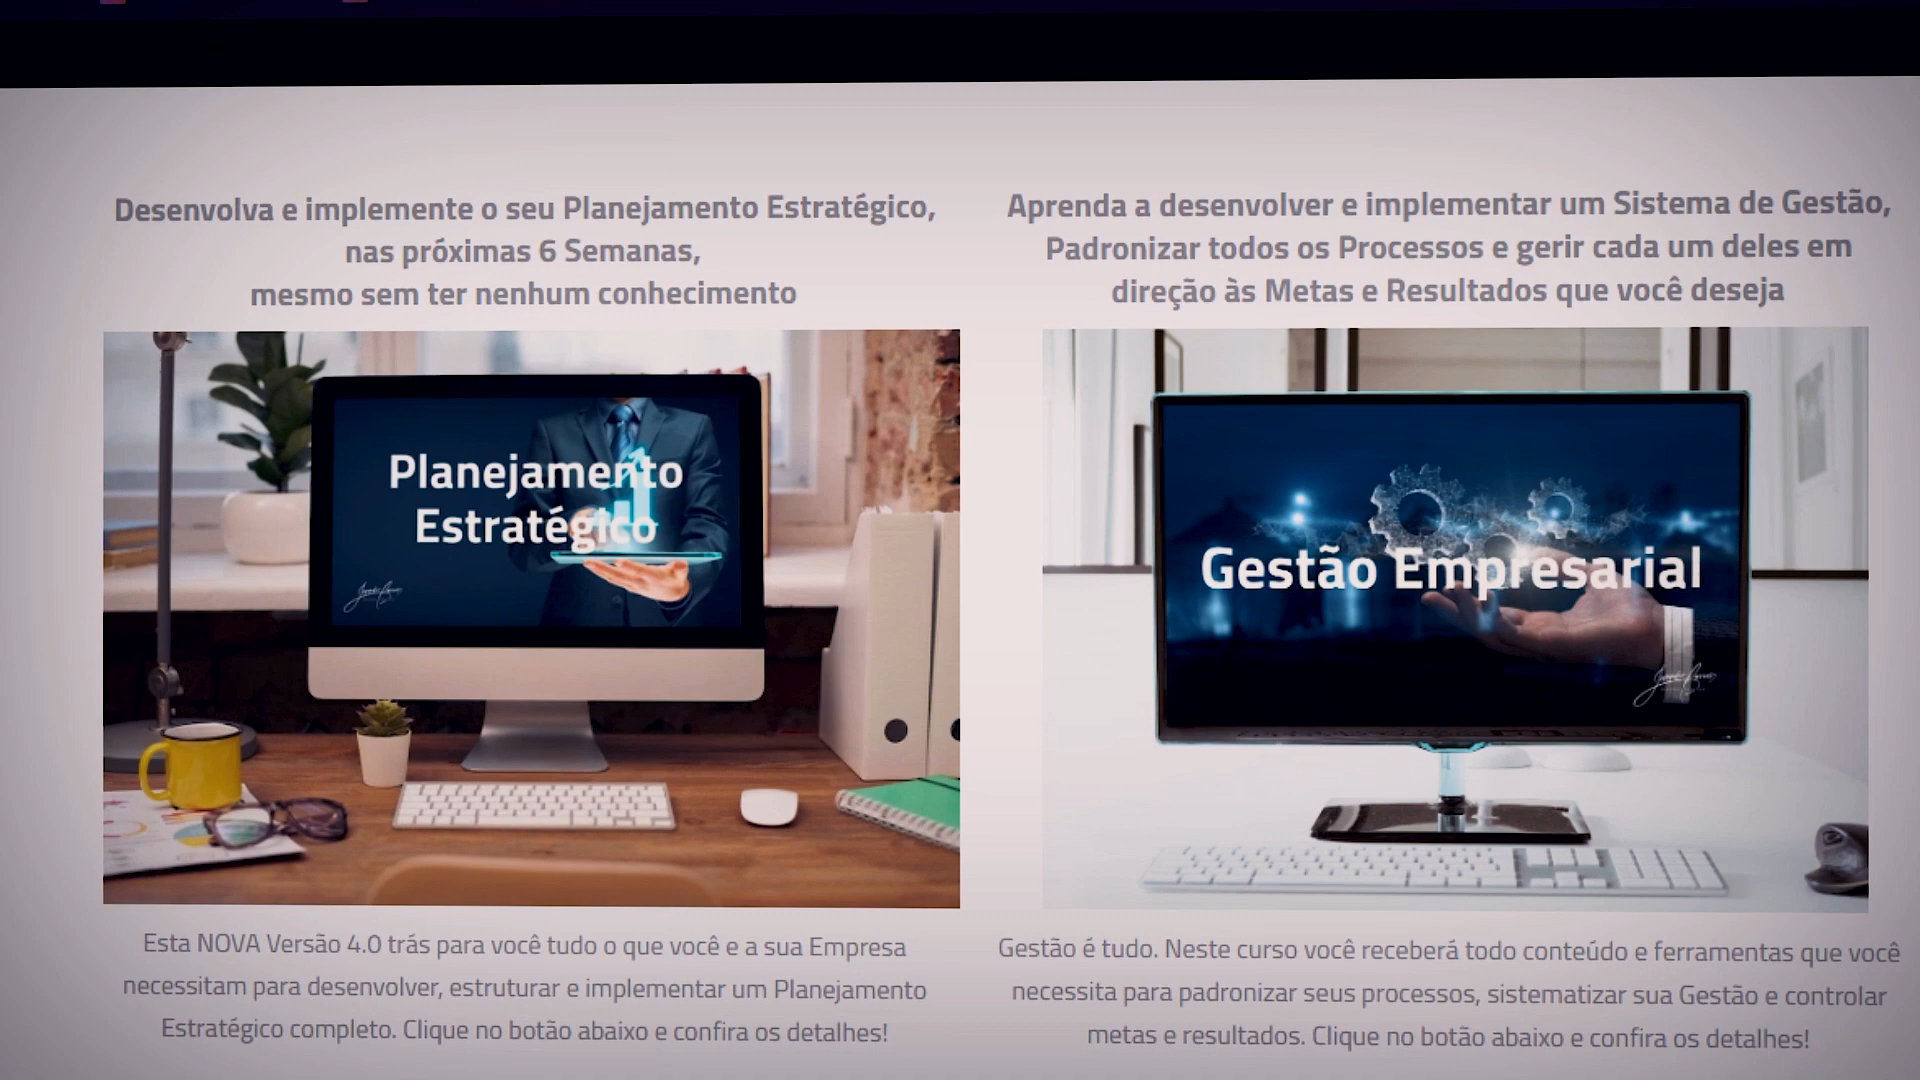 Desenvolva e implemente o seu Planejamento Estratégico,
nas próximas 6 Semanas,
mesmo sem ter nenhum conhecimento
Planejamento
Estratégico
Esta NOVA Versão 4.0 trás para você tudo o que você e a sua Empresa
necessitam para desenvolver, estruturar e implementar um Planejamento
Estratégico completo. Clique no botão abaixo e confira os detalhes!
Aprenda a desenvolver e implementar um Sistema de Gestão,
Padronizar todos os Processos e gerir cada um deles em
direção às Metas e Resultados que você deseja
Gestão Empresarial
Gestão é tudo. Neste curso você receberá todo conteúdo e ferramentas que você
necessita para padronizar seus processos, sistematizar sua Gestão e controlar
metas e resultados. Clique no botão abaixo e confira os detalhes!